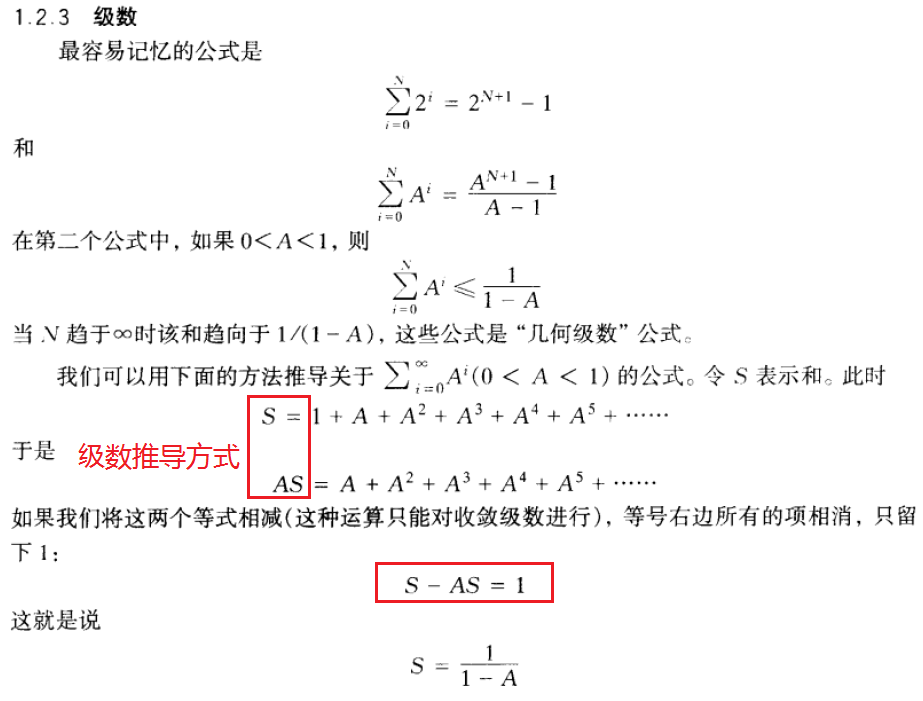 1.2.3 级数
最容易记忆的公式是
\sum_{i=0}^{N} 2^i = 2^{N+1} - 1
和
\sum_{i=0}^{N} A^i = \frac{A^{N+1} - 1}{A - 1}
在第二个公式中，如果 0<A<1，则
\sum_{i=0}^{N} A^i \leqslant \frac{1}{1 - A}
当 N 趋于∞时该和趋向于 1/(1－A)，这些公式是“几何级数”公式。
我们可以用下面的方法推导关于 \sum_{i=0}^{\infty} A^i (0 < A < 1) 的公式。令 S 表示和。此时
S = 1 + A + A^2 + A^3 + A^4 + A^5 + ……
于是 级数推导方式
AS = A + A^2 + A^3 + A^4 + A^5 + ……
如果我们将这两个等式相减(这种运算只能对收敛级数进行)，等号右边所有的项相消，只留
下 1：
S － AS = 1
这就是说
S = \frac{1}{1 - A}